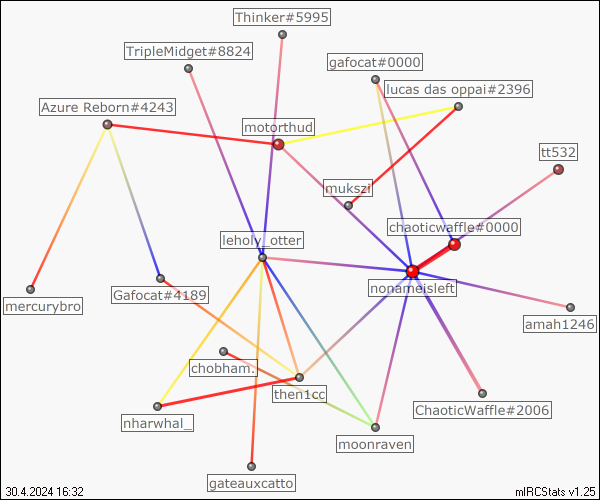 Thinker#5995
TripleMidget#8824
gafocat#0000
lucas das oppai#2396
Azure Reborn#4243
motorthud
tt532
mukszi
chaoticwaffle#0000
leholy_otter
nonameisleft
Gafocat#4189
mercurybro
amah1246
chobham.
then1cc
ChaoticWaffle#2006
nharwhal_
moonraven
gateauxcatto
30.4.2024 16:32
mIRCStats v1.25